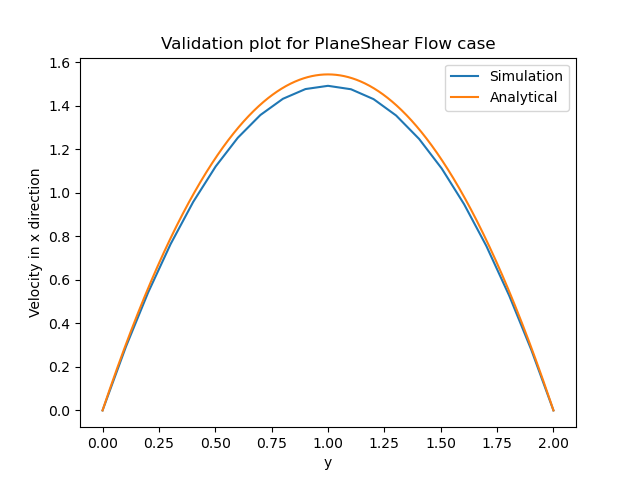 Validation plot for PlaneShear Flow case
Simulation
Analytical
Velocity in x direction
1.6
1.4
1.2
1.0
0.8
0.6
0.4
0.2
0.0
0.00 0.25 0.50 0.75 1.00 1.25 1.50 1.75 2.00
y